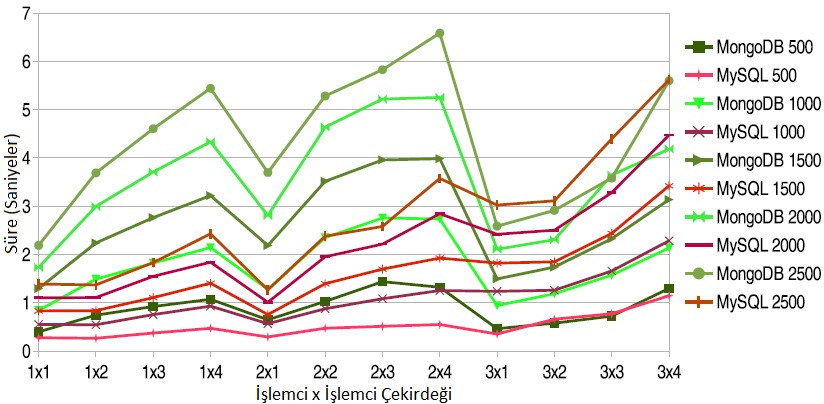 7
6
5
4
3
2
1
0
Süre (Saniyeler)
1x1 1x2 1x3 1x4 2x1 2x2 2x3 2x4 3x1 3x2 3x3 3x4
İşlemci x İşlemci Çekirdeği
MongoDB 500
MySQL 500
MongoDB 1000
MySQL 1000
MongoDB 1500
MySQL 1500
MongoDB 2000
MySQL 2000
MongoDB 2500
MySQL 2500